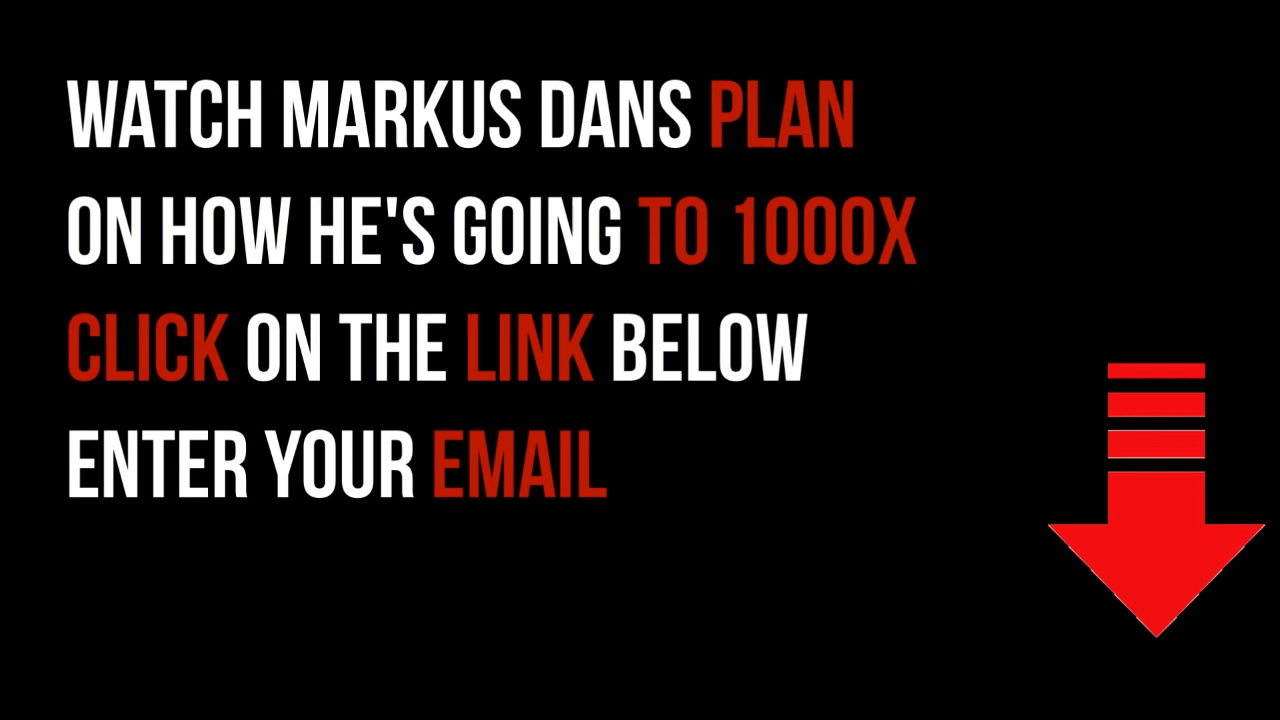 WATCH MARKUS DANS PLAN
ON HOW HE'S GOING TO 1000X
CLICK ON THE LINK BELOW
ENTER YOUR EMAIL